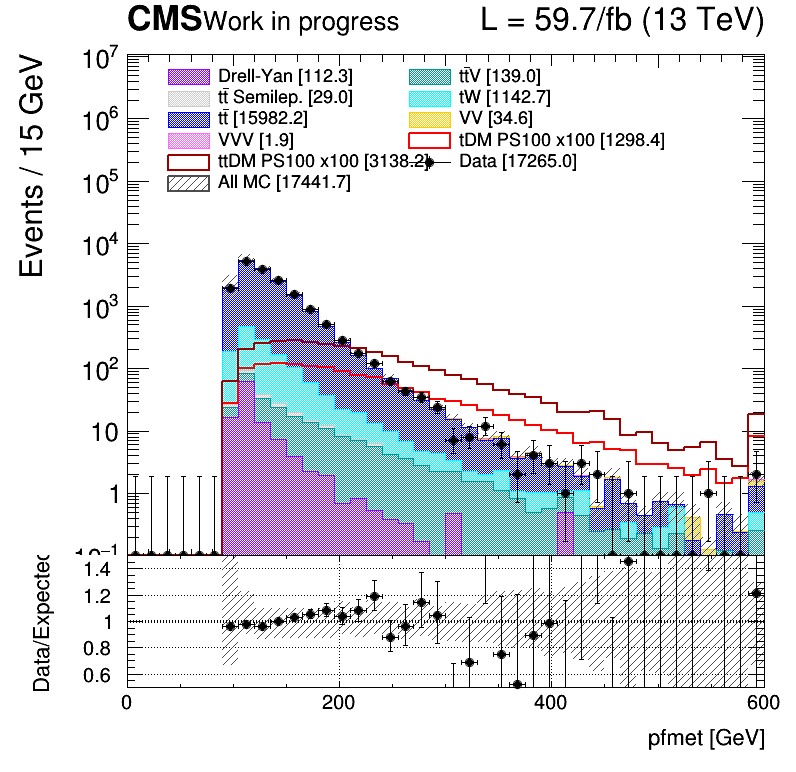 CMS Work in progress L = 59.7/fb (13 TeV)
Events / 15 GeV
10⁷
10⁶
10⁵
10⁴
10³
10²
10
1
10⁻¹
Drell-Yan [112.3] tt̄V [139.0]
tt̄ Semilep. [29.0] tW [1142.7]
tt̄ [15982.2] VV [34.6]
VVV [1.9] tDM PS100 x100 [1298.4]
ttDM PS100 x100 [3138.2] Data [17265.0]
All MC [17441.7]
Data/Expected
1.4
1.2
1
0.8
0.6
0 200 400 600
pfmet [GeV]